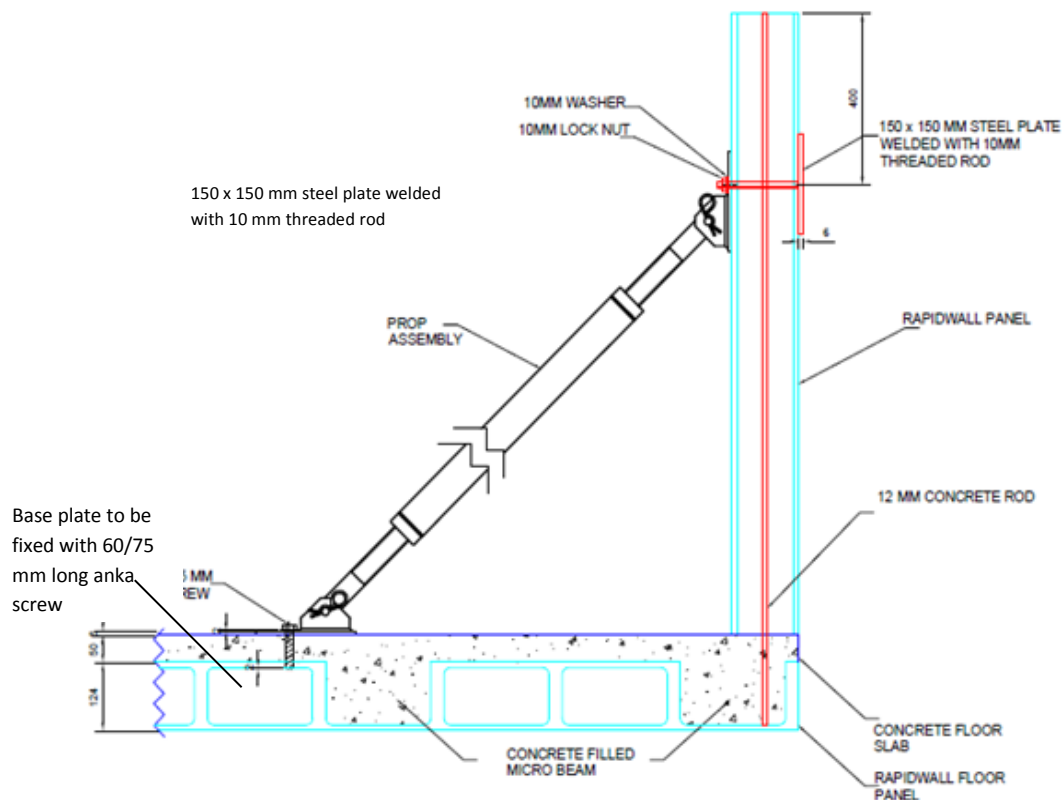 10MM WASHER
10MM LOCK NUT
400
150 x 150 MM STEEL PLATE
WELDED WITH 10MM
THREADED ROD
150 x 150 mm steel plate welded
with 10 mm threaded rod
6
PROP
ASSEMBLY
RAPIDWALL PANEL
12 MM CONCRETE ROD
Base plate to be
fixed with 60/75
mm long anka
screw
MM
REW
50
124
CONCRETE FILLED
MICRO BEAM
CONCRETE FLOOR
SLAB
RAPIDWALL FLOOR
PANEL